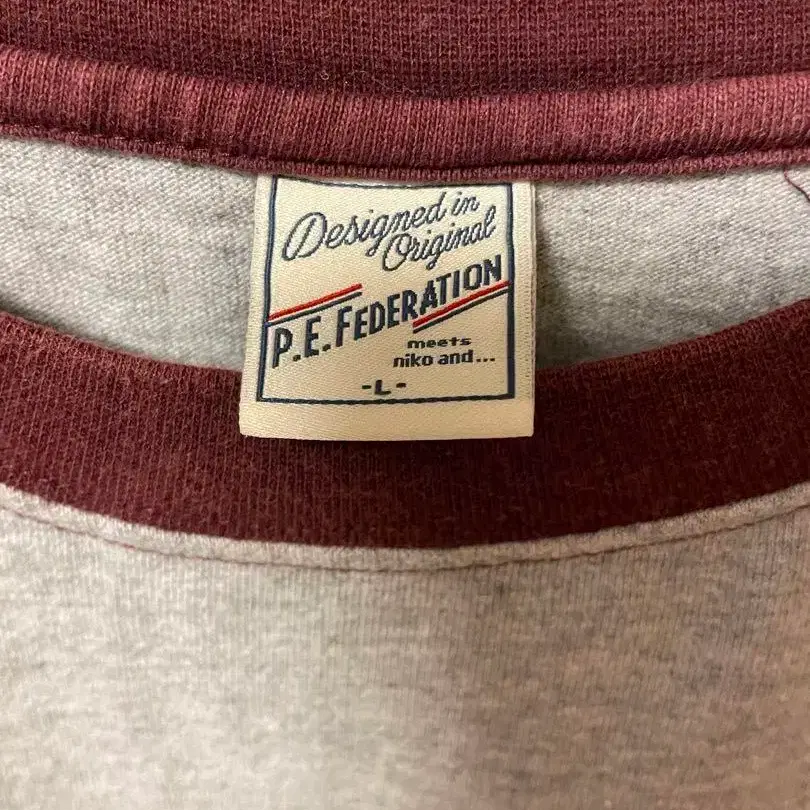 Designed in
Original
P.E. FEDERATION
meets
niko and...
-L-